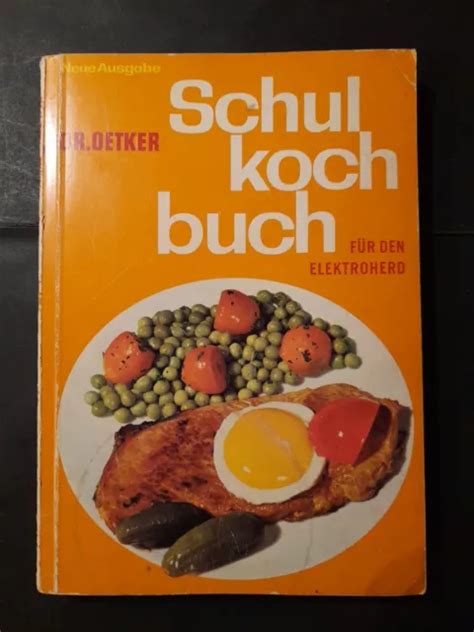 Neue Ausgabe
DR. OETKER
Schul
koch
buch
FÜR DEN
ELEKTROHERD